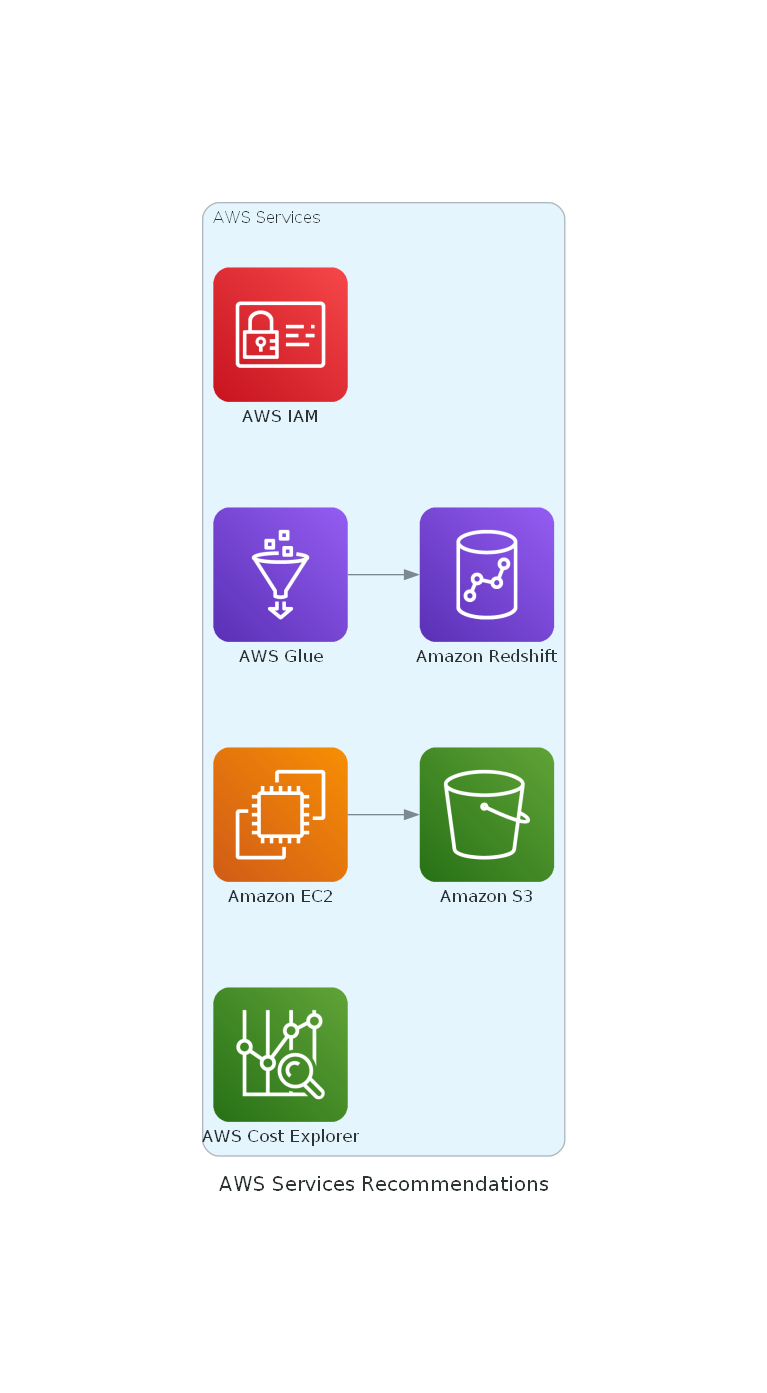 AWS Services
AWS IAM
AWS Glue
Amazon Redshift
Amazon EC2
Amazon S3
AWS Cost Explorer
AWS Services Recommendations